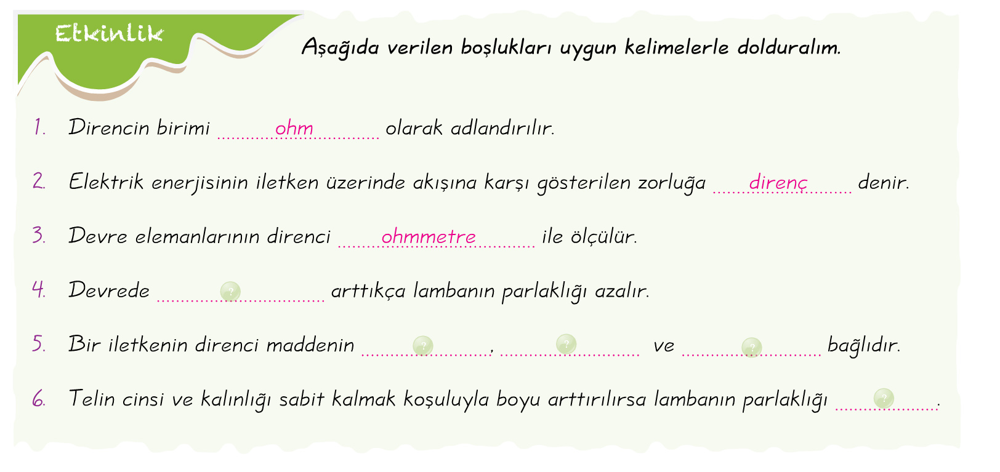 Etkinlik
Aşağıda verilen boşlukları uygun kelimelerle dolduralım.
1. Direncin birimi ohm olarak adlandırılır.
2. Elektrik enerjisinin iletken üzerinde akışına karşı gösterilen zorluğa direnç denir.
3. Devre elemanlarının direnci ohmmetre ile ölçülür.
4. Devrede ? arttıkça lambanın parlaklığı azalır.
5. Bir iletkenin direnci maddenin ? , ? ve ? bağlıdır.
6. Telin cinsi ve kalınlığı sabit kalmak koşuluyla boyu arttırılırsa lambanın parlaklığı ? .